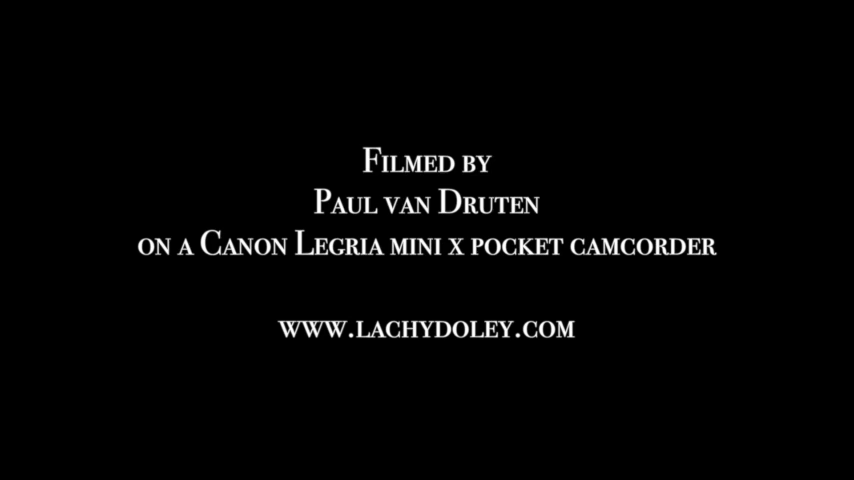 Filmed by
Paul van Druten
on a Canon Legria mini x pocket camcorder
www.lachydoley.com